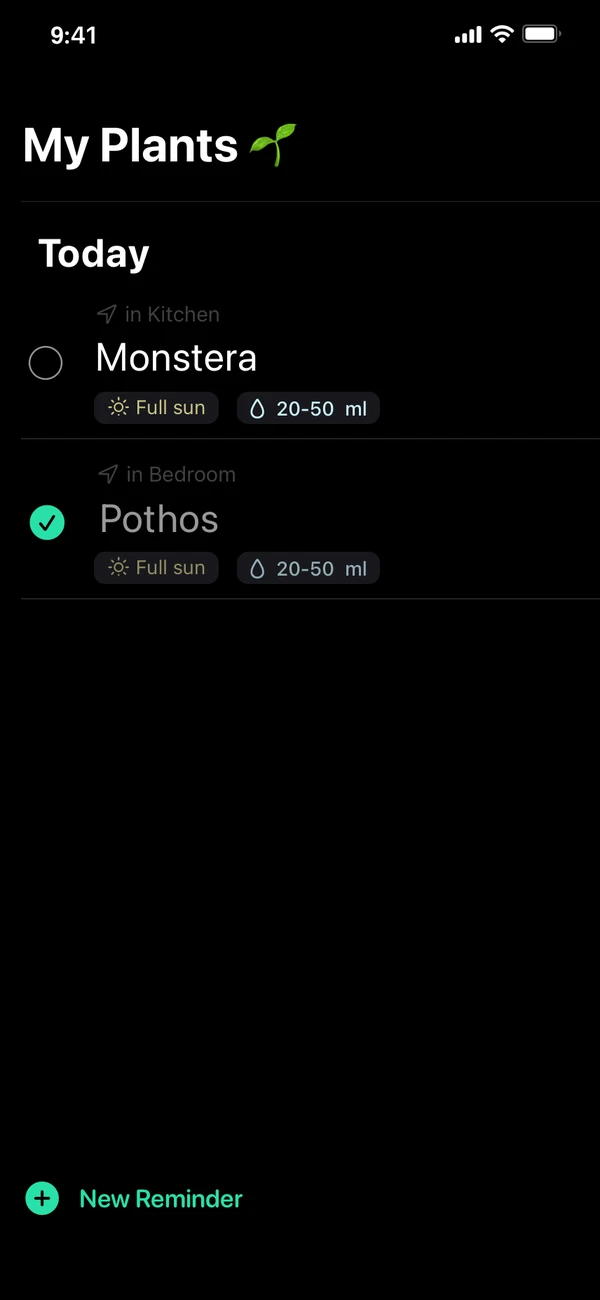 9:41
My Plants 🌱
Today
in Kitchen
Monstera
Full sun 20-50 ml
in Bedroom
Pothos
Full sun 20-50 ml
New Reminder